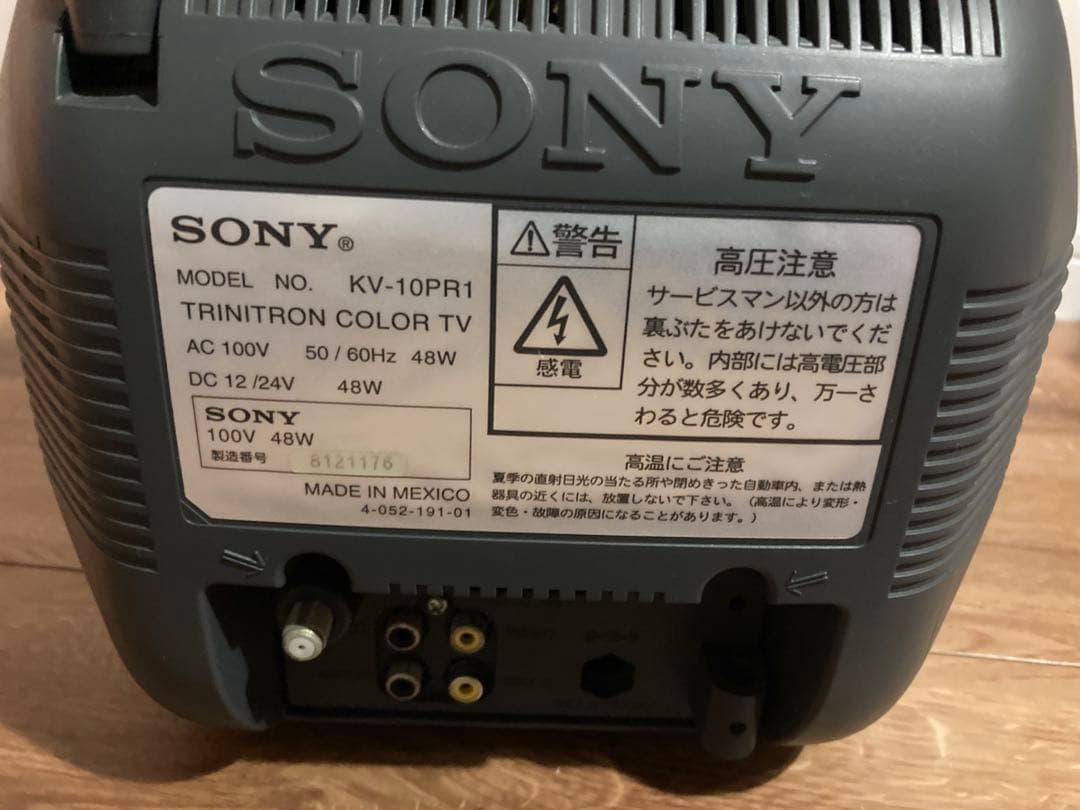 SONY
SONY®
MODEL NO. KV-10PR1
TRINITRON COLOR TV
AC 100V 50 / 60Hz 48W
DC 12 /24V 48W
SONY
100V 48W
製造番号 8121176
MADE IN MEXICO
4-052-191-01
⚠警告
感電
高圧注意
サービスマン以外の方は
裏ぶたをあけないでくだ
さい。内部には高電圧部
分が数多くあり、万一さ
わると危険です。
高温にご注意
夏季の直射日光の当たる所や閉めきった自動車内、または熱
器具の近くには、放置しないで下さい。（高温により変形・
変色・故障の原因になることがあります。）